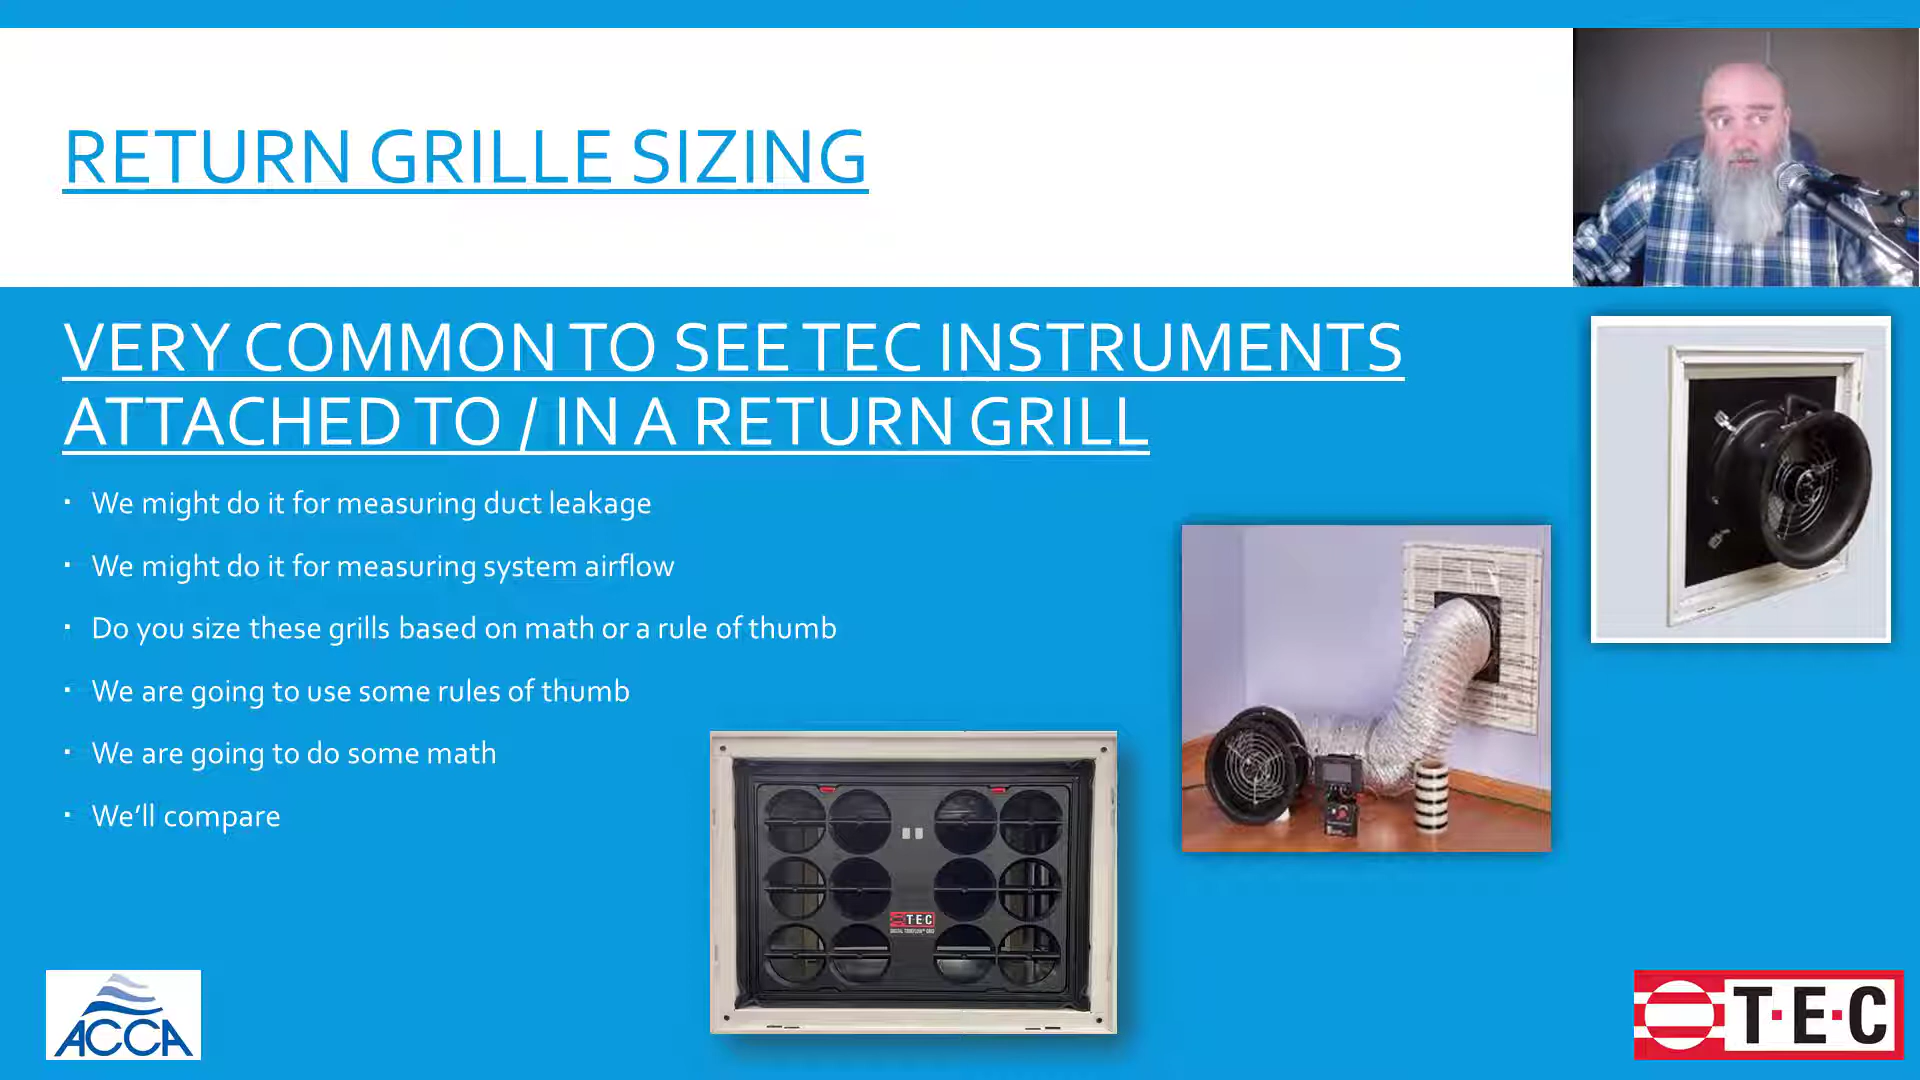 RETURN GRILLE SIZING
VERY COMMON TO SEE TEC INSTRUMENTS
ATTACHED TO / IN A RETURN GRILL
▪ We might do it for measuring duct leakage
▪ We might do it for measuring system airflow
▪ Do you size these grills based on math or a rule of thumb
▪ We are going to use some rules of thumb
▪ We are going to do some math
▪ We'll compare
T·E·C
ACCA
T·E·C